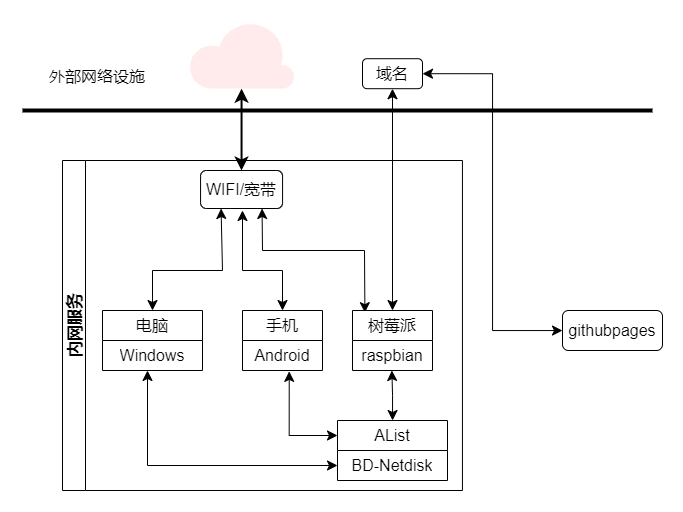 外部网络设施
域名
WIFI/宽带
内网服务
电脑
Windows
手机
Android
树莓派
raspbian
githubpages
AList
BD-Netdisk